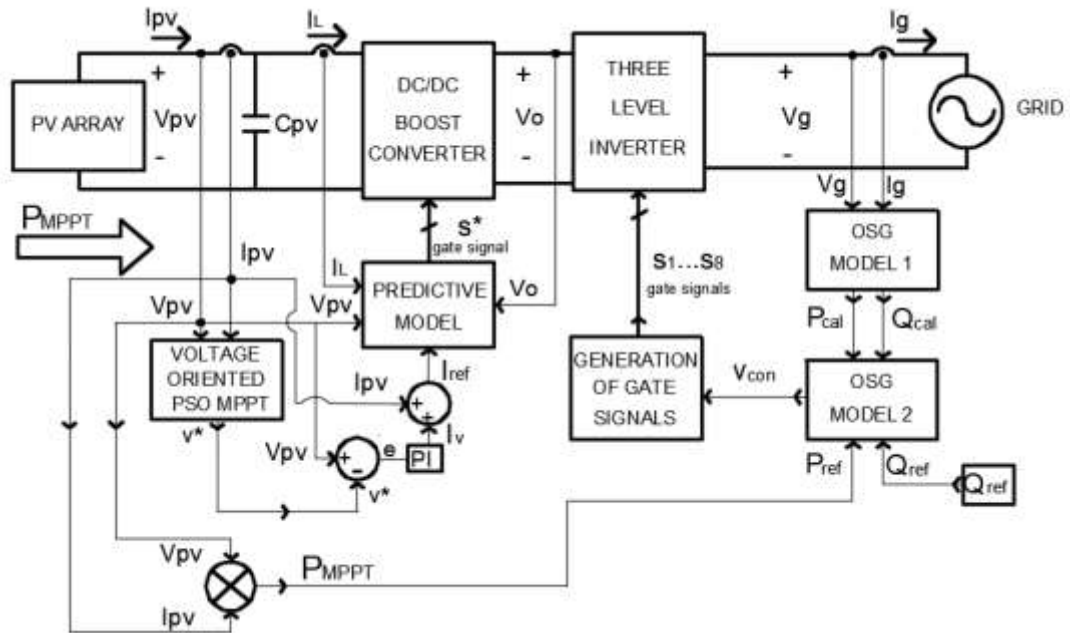 Ipv
IL
Ig
PV ARRAY
+
Vpv
-
Cpv
DC/DC
BOOST
CONVERTER
+
Vo
-
THREE
LEVEL
INVERTER
+
Vg
-
GRID
PMPPT
S*
gate signal
S1...S8
gate signals
Vg
Ig
OSG
MODEL 1
Ipv
IL
Vpv
Vpv
PREDICTIVE
MODEL
Vo
Pcal
Qcal
VOLTAGE
ORIENTED
PSO MPPT
v*
Ipv
Iref
+
-
Iv
GENERATION
OF GATE
SIGNALS
Vcon
OSG
MODEL 2
Vpv
+
-
e
PI
v*
Pref
Qref
Qref
Vpv
PMPPT
Ipv